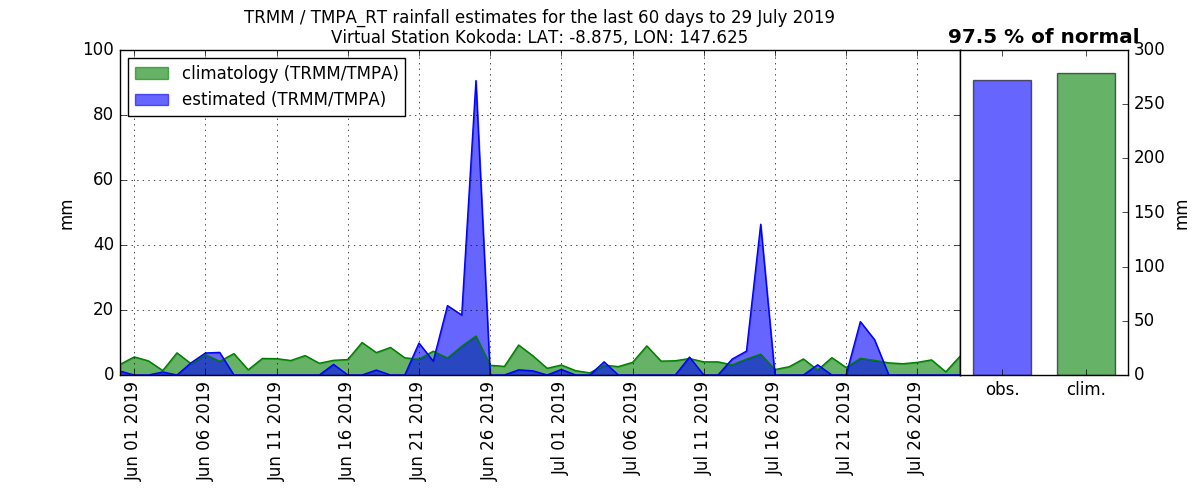 TRMM / TMPA_RT rainfall estimates for the last 60 days to 29 July 2019
Virtual Station Kokoda: LAT: -8.875, LON: 147.625
97.5 % of normal
climatology (TRMM/TMPA)
estimated (TRMM/TMPA)
100
80
60
40
20
0
mm
300
250
200
150
100
50
0
mm
Jun 01 2019
Jun 06 2019
Jun 11 2019
Jun 16 2019
Jun 21 2019
Jun 26 2019
Jul 01 2019
Jul 06 2019
Jul 11 2019
Jul 16 2019
Jul 21 2019
Jul 26 2019
obs.
clim.